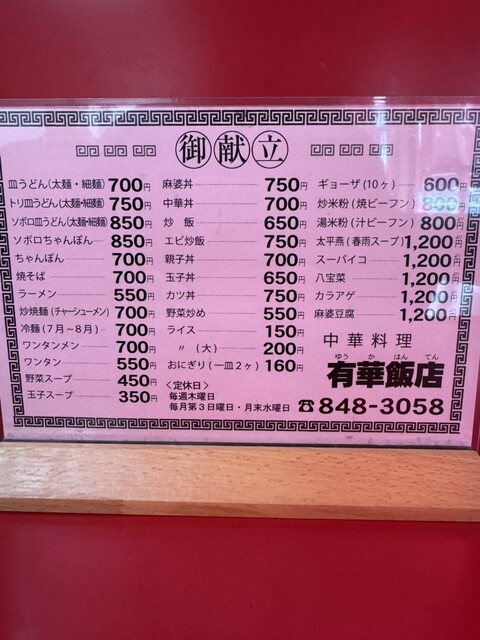 御献立
皿うどん(太麺・細麺) 700円
トリ皿うどん(太麺・細麺) 750円
ソボロ皿うどん(太麺・細麺) 850円
ソボロちゃんぽん 850円
ちゃんぽん 700円
焼そば 700円
ラーメン 550円
炒焼麺(チャーシューメン) 700円
冷麺(7月〜8月) 700円
ワンタンメン 700円
ワンタン 550円
野菜スープ 450円
玉子スープ 350円
麻婆丼 750円
中華丼 700円
炒飯 650円
エビ炒飯 750円
親子丼 700円
玉子丼 650円
カツ丼 750円
野菜炒め 550円
ライス 150円
〃(大) 200円
おにぎり(一皿2ヶ) 160円
<定休日>
毎週木曜日
毎月第3日曜日・月末水曜日
ギョーザ(10ヶ) 600円
炒米粉(焼ビーフン) 800円
湯米粉(汁ビーフン) 800円
太平燕(春雨スープ) 1,200円
スーパイコ 1,200円
八宝菜 1,200円
カラアゲ 1,200円
麻婆豆腐 1,200円
中華料理
ゆう か はん てん
有華飯店
☎848-3058